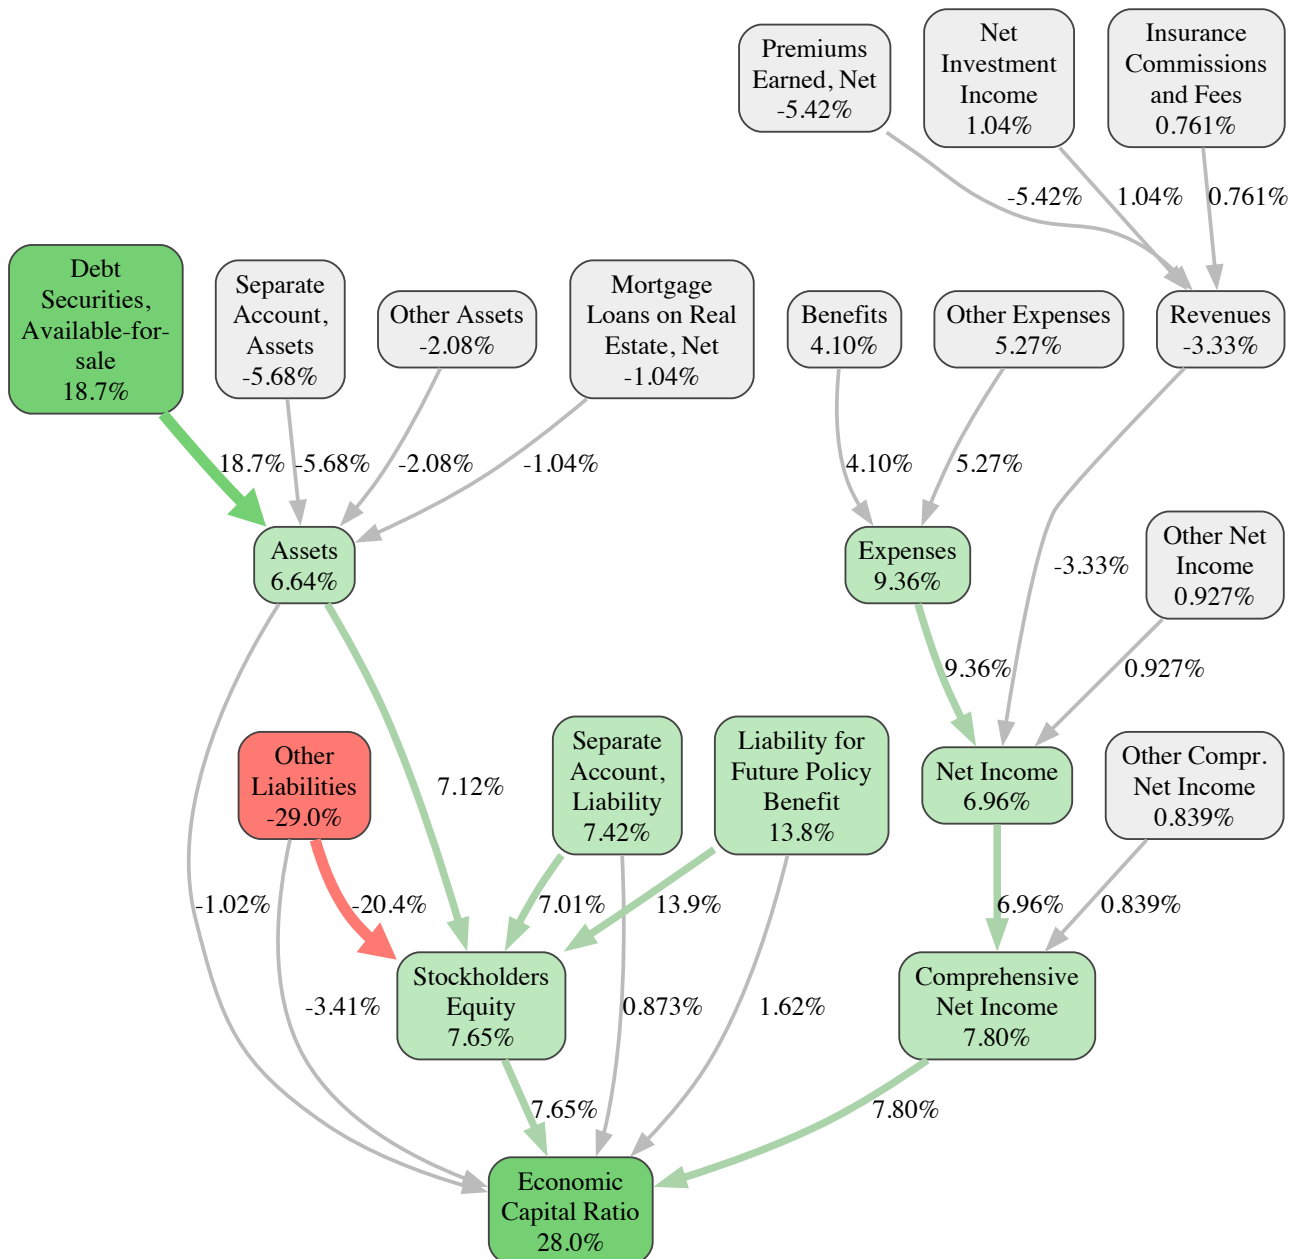 Premiums
Earned, Net
-5.42%
Net
Investment
Income
1.04%
Insurance
Commissions
and Fees
0.761%
-5.42%
1.04%
0.761%
Debt
Securities,
Available-for-
sale
18.7%
Separate
Account,
Assets
-5.68%
Other Assets
-2.08%
Mortgage
Loans on Real
Estate, Net
-1.04%
Benefits
4.10%
Other Expenses
5.27%
Revenues
-3.33%
18.7%
-5.68%
-2.08%
-1.04%
4.10%
5.27%
Assets
6.64%
Expenses
9.36%
-3.33%
Other Net
Income
0.927%
9.36%
0.927%
Other
Liabilities
-29.0%
7.12%
Separate
Account,
Liability
7.42%
Liability for
Future Policy
Benefit
13.8%
Net Income
6.96%
Other Compr.
Net Income
0.839%
-1.02%
-20.4%
7.01%
13.9%
6.96%
0.839%
-3.41%
Stockholders
Equity
7.65%
0.873%
1.62%
Comprehensive
Net Income
7.80%
7.65%
7.80%
Economic
Capital Ratio
28.0%